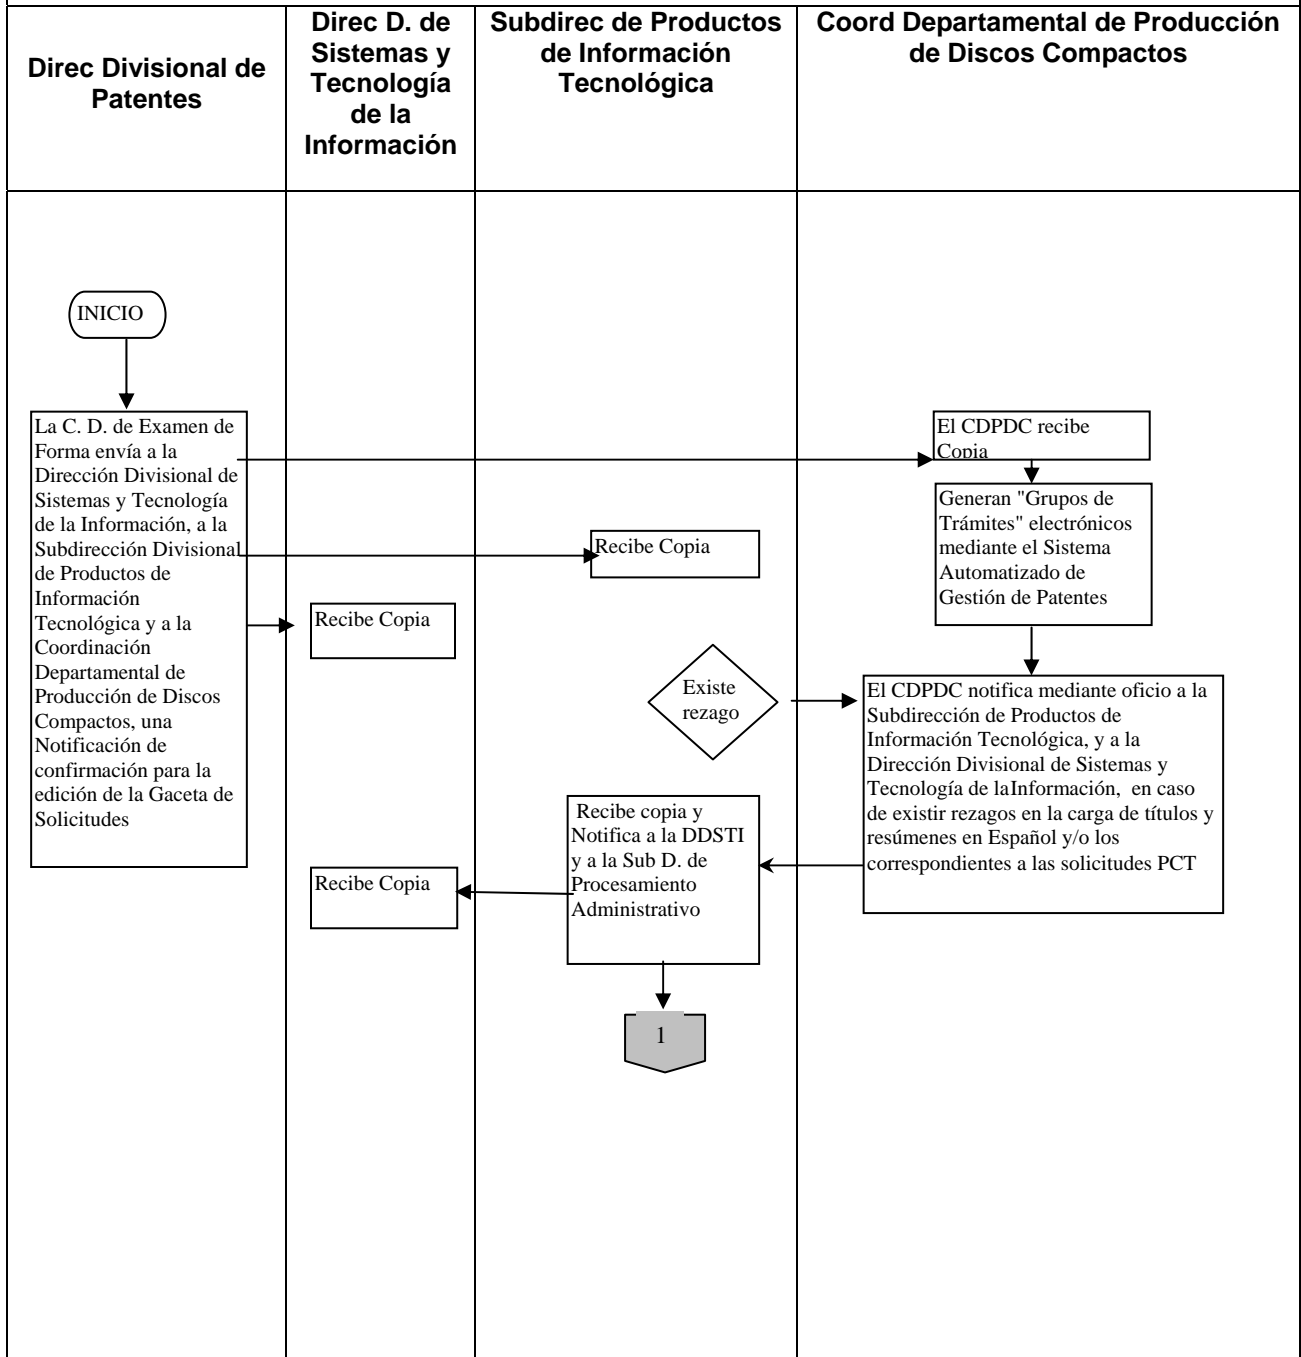 Direc Divisional de
Patentes
Direc D. de
Sistemas y
Tecnología
de la
Información
Subdirec de Productos
de Información
Tecnológica
Coord Departamental de Producción
de Discos Compactos
INICIO
La C. D. de Examen de
Forma envía a la
Dirección Divisional de
Sistemas y Tecnología
de la Información, a la
Subdirección Divisional
de Productos de
Información
Tecnológica y a la
Coordinación
Departamental de
Producción de Discos
Compactos, una
Notificación de
confirmación para la
edición de la Gaceta de
Solicitudes
El CDPDC recibe
Copia
Generan "Grupos de
Trámites" electrónicos
mediante el Sistema
Automatizado de
Gestión de Patentes
Recibe Copia
Recibe Copia
Existe
rezago
El CDPDC notifica mediante oficio a la
Subdirección de Productos de
Información Tecnológica, y a la
Dirección Divisional de Sistemas y
Tecnología de laInformación, en caso
de existir rezagos en la carga de títulos y
resúmenes en Español y/o los
correspondientes a las solicitudes PCT
Recibe copia y
Notifica a la DDSTI
y a la Sub D. de
Procesamiento
Administrativo
Recibe Copia
1